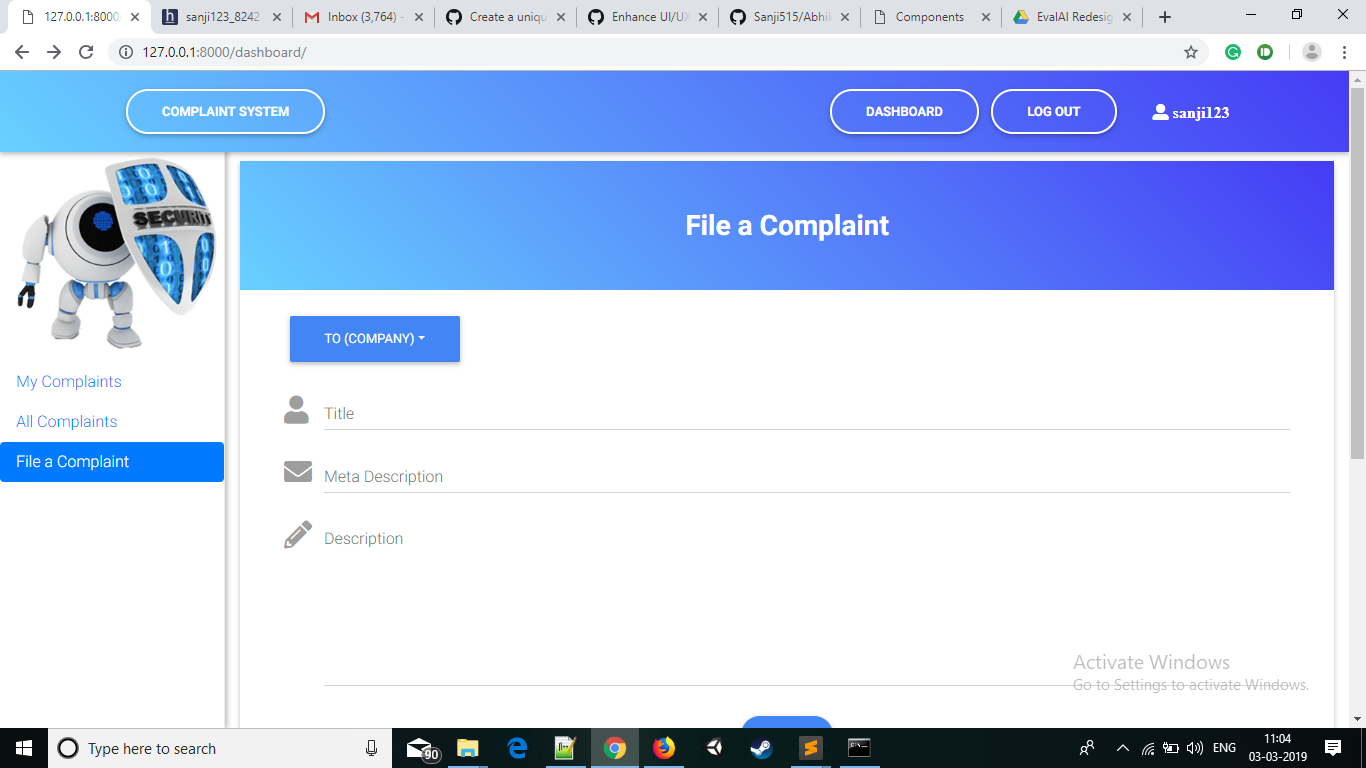 127.0.0.1:8000
sanji123_8242
Inbox (3,764) -
Create a uniqu
Enhance UI/UX
Sanji515/Abhi
Components
EvalAI Redesig
127.0.0.1:8000/dashboard/
COMPLAINT SYSTEM
DASHBOARD
LOG OUT
sanji123
SECURITY
My Complaints
All Complaints
File a Complaint
File a Complaint
TO (COMPANY)
Title
Meta Description
Description
Activate Windows
Go to Settings to activate Windows.
Type here to search
90
ENG
11:04
03-03-2019